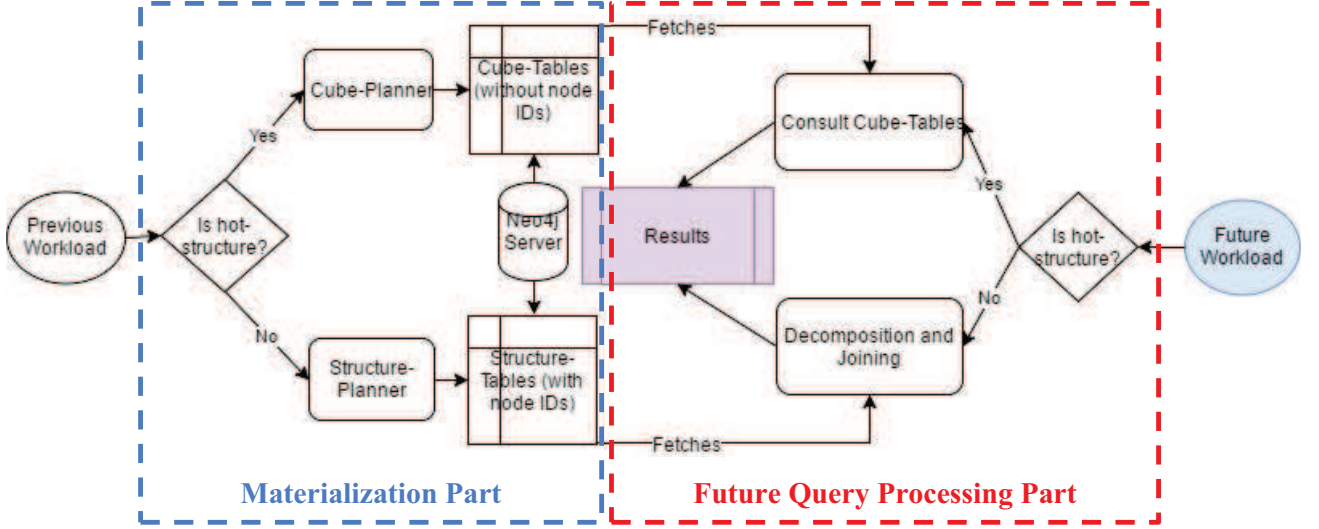 Fetches
Cube-Planner
Cube-Tables
(without node
IDs)
Consult Cube-Tables
Yes
Yes
Previous
Workload
Is hot-
structure?
Neo4j
Server
Results
Is hot-
structure?
Future
Workload
No
No
Structure-
Planner
Structure-
Tables (with
node IDs)
Decomposition and
Joining
Fetches
Materialization Part
Future Query Processing Part